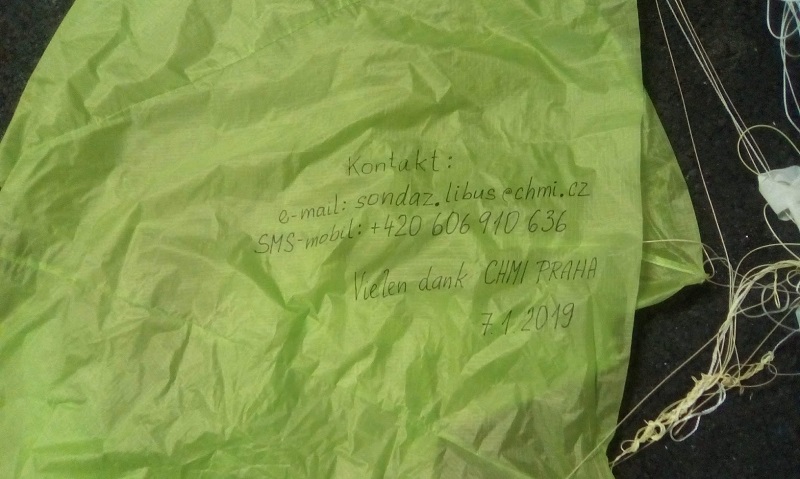 Kontakt:
e-mail: sondaz.libus@chmi.cz
SMS-mobil: +420 606 910 636
Vielen dank CHMI PRAHA
7.1.2019